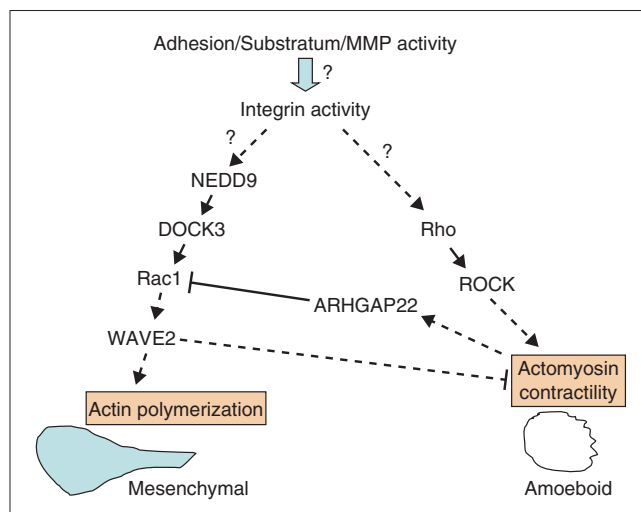 Adhesion/Substratum/MMP activity
?
Integrin activity
? ?
NEDD9
DOCK3 Rho
Rac1 ROCK
ARHGAP22
WAVE2
Actomyosin
contractility
Actin polymerization
Mesenchymal Amoeboid